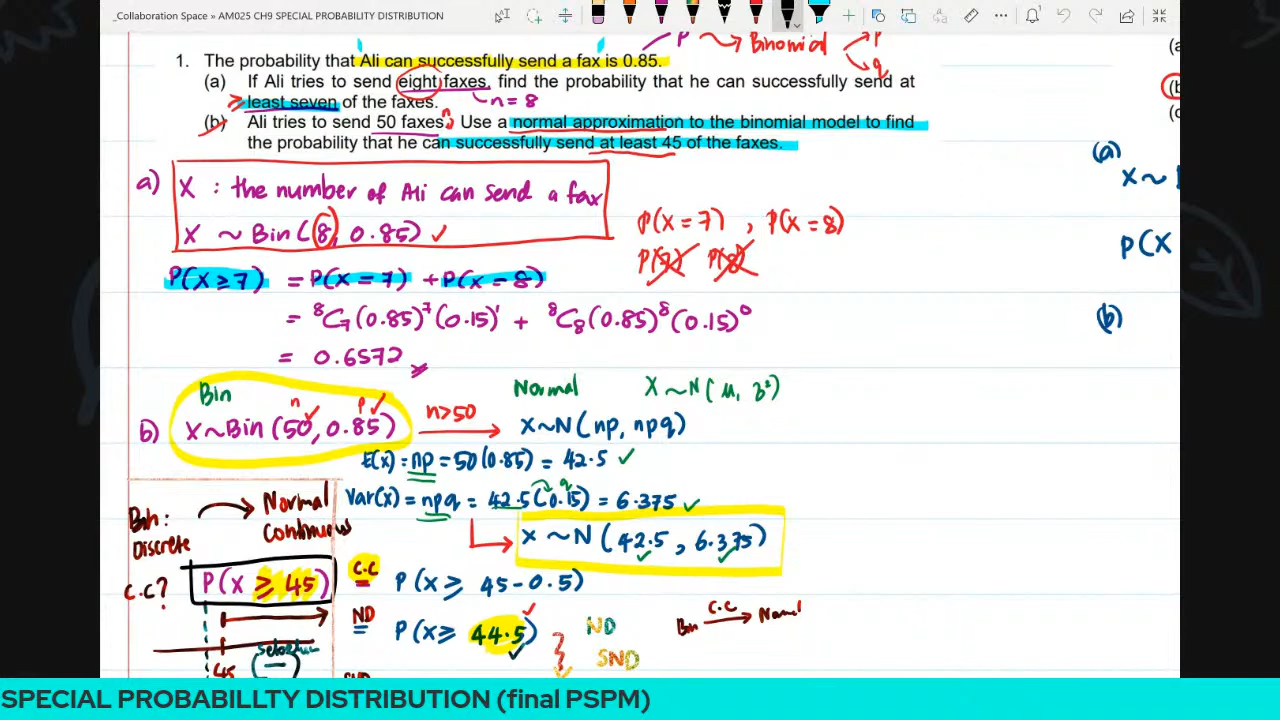 _Collaboration Space » AM025 CH9 SPECIAL PROBABILITY DISTRIBUTION
P → Binomial P
q
1. The probability that Ali can successfully send a fax is 0.85.
(a) If Ali tries to send eight faxes, find the probability that he can successfully send at
least seven of the faxes.
n = 8
(b) Ali tries to send 50 faxes. Use a normal approximation to the binomial model to find
n
the probability that he can successfully send at least 45 of the faxes.
a) X : the number of Ali can send a fax
X ~ Bin (8, 0.85) ✓
P(X = 7) , P(X = 8)
P(7) P(8)
P(X ≥ 7) = P(X = 7) + P(X = 8)
= ⁸C₇(0.85)⁷(0.15)¹ + ⁸C₈(0.85)⁸(0.15)⁰
= 0.6572
Bin Normal X ~ N ( μ, σ² )
n p
b) X ~ Bin (50, 0.85) n>50 → X ~ N ( np, npq )
E(X) = np = 50 (0.85) = 42.5 ✓
q
Var(X) = npq = 42.5 (0.15) = 6.375 ✓
X ~ N ( 42.5 , 6.375 )
Bin : → Normal
Discrete Continuous
C.C? P(X ≥ 45) C.C = P (X ≥ 45 - 0.5)
ND = P (X ≥ 44.5)
ND
SND
Bin C.C → Normal
45
(a)
X ~
P(X
(b)
(a
(b
(c
SPECIAL PROBABILLTY DISTRIBUTION (final PSPM)